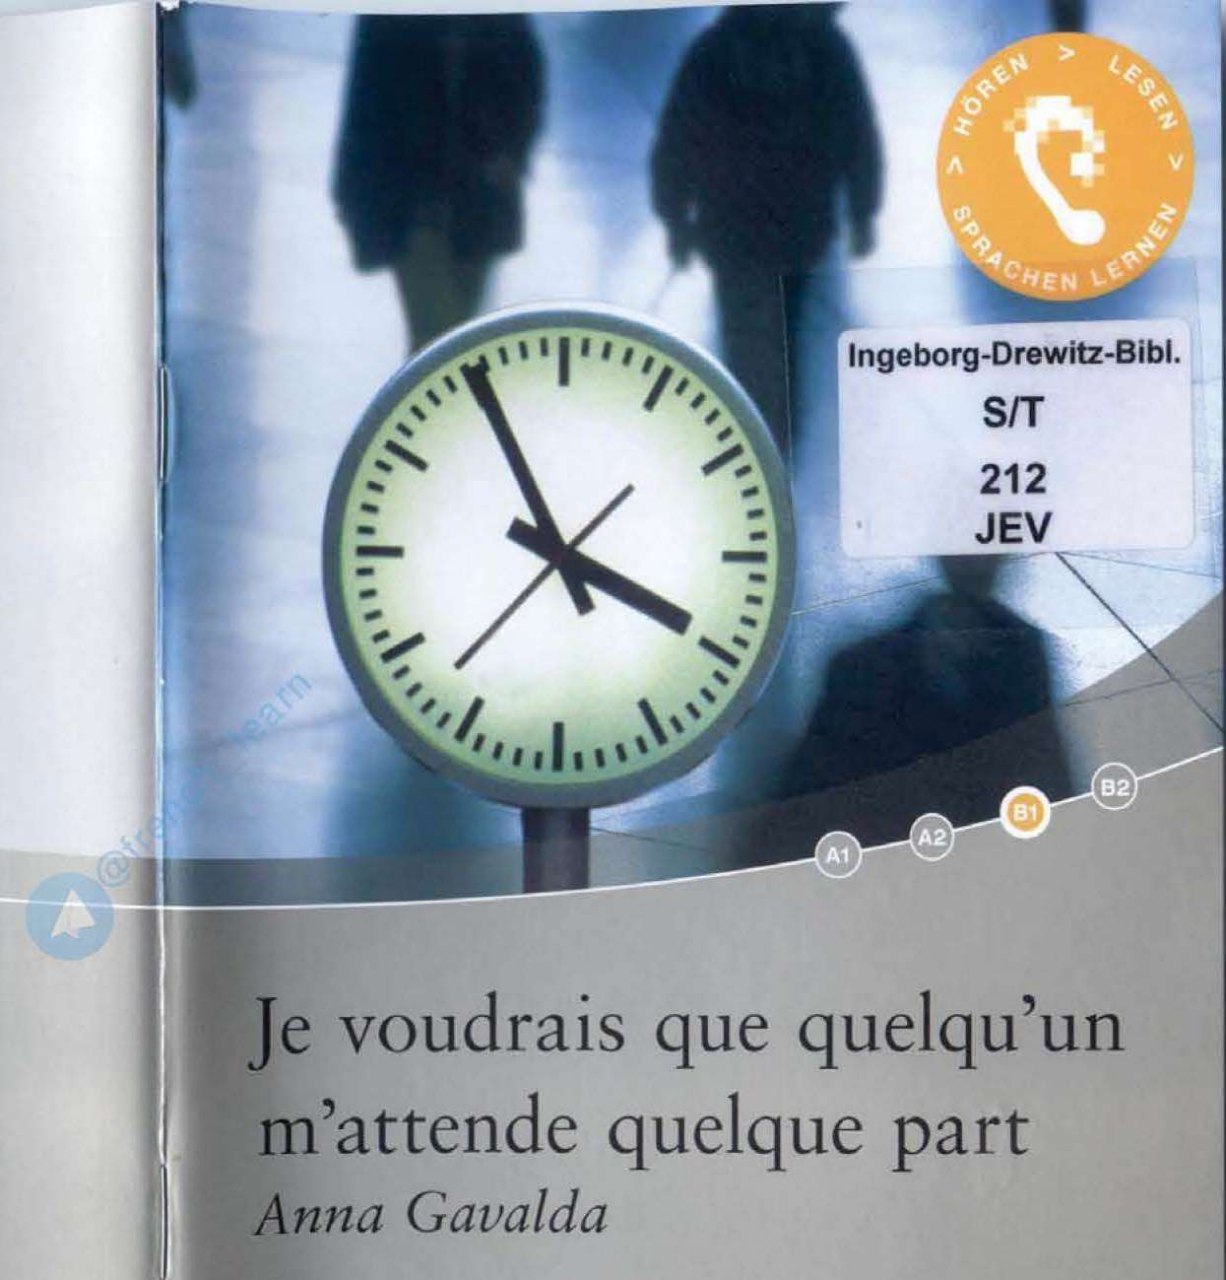 > HÖREN > LESEN >
SPRACHEN LERNEN
Ingeborg-Drewitz-Bibl.
S/T
212
JEV
A1
A2
B1
B2
Je voudrais que quelqu’un
m’attende quelque part
Anna Gavalda